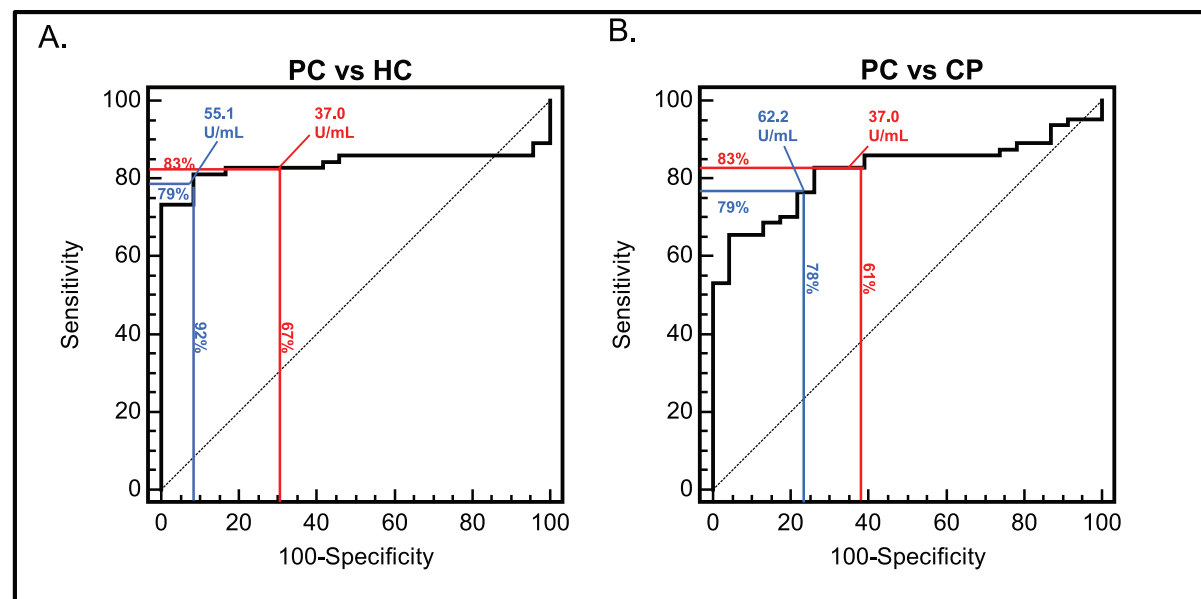 A.
PC vs HC
100
80
60
40
20
0
Sensitivity
55.1
U/mL
37.0
U/mL
83%
79%
92%
67%
0 20 40 60 80 100
100-Specificity
B.
PC vs CP
100
80
60
40
20
0
Sensitivity
62.2
U/mL
37.0
U/mL
83%
79%
78%
61%
0 20 40 60 80 100
100-Specificity